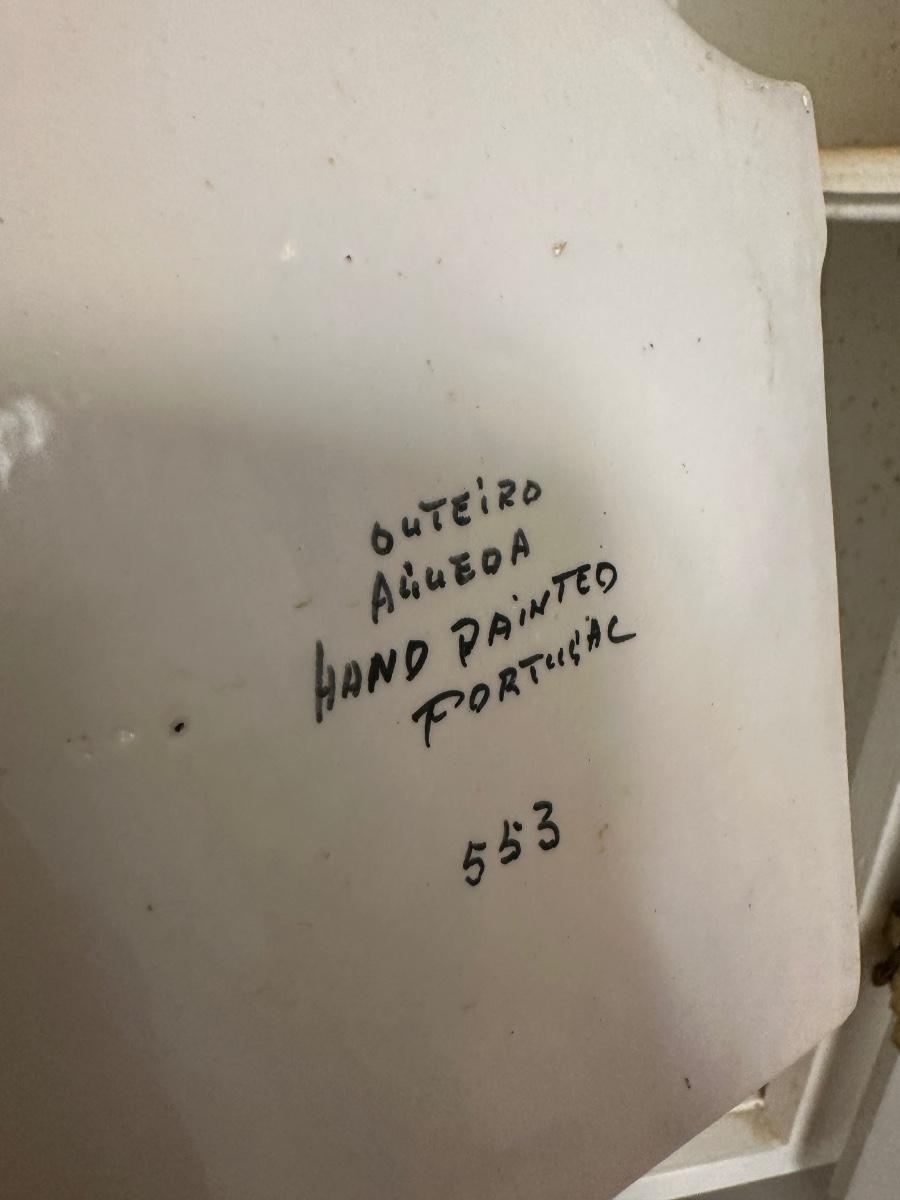 OUTEIRO
AGUEDA
HAND PAINTED
PORTUGAL
553